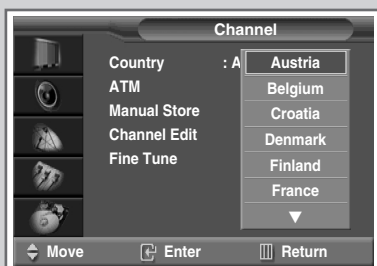 Channel
Country : A
ATM
Manual Store
Channel Edit
Fine Tune
Austria
Belgium
Croatia
Denmark
Finland
France
▼
Move Enter Return